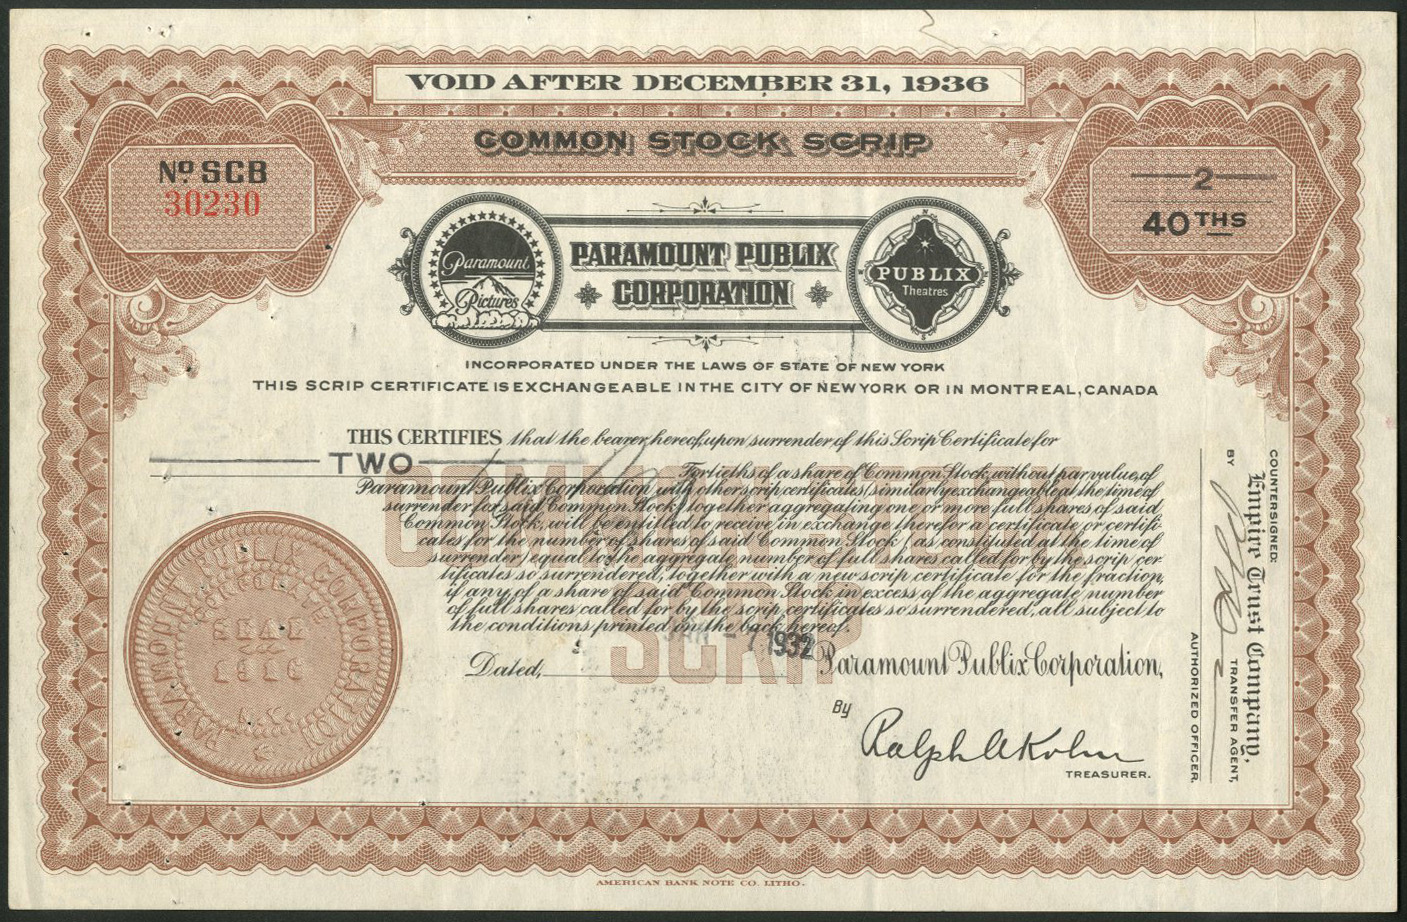 VOID AFTER DECEMBER 31, 1936
COMMON STOCK SCRIP
Nº SCB
30230
2
40THS
Paramount
Pictures
PARAMOUNT PUBLIX
CORPORATION
PUBLIX
Theatres
INCORPORATED UNDER THE LAWS OF STATE OF NEW YORK
THIS SCRIP CERTIFICATE IS EXCHANGEABLE IN THE CITY OF NEW YORK OR IN MONTREAL, CANADA
THIS CERTIFIES that the bearer hereof, upon surrender of this Scrip Certificate for
TWO Fortieths of a share of Common Stock, without par value, of
Paramount Publix Corporation with other scrip certificates (similarly exchangeable at the time of
surrender for said Common Stock) together aggregating one or more full shares of said
Common Stock, will be entitled to receive in exchange therefor a certificate or certifi-
cates for the number of shares of said Common Stock (as constituted at the time of
surrender) equal to the aggregate number of full shares called for by the scrip cer
tificates so surrendered, together with a new scrip certificate for the fraction,
if any, of a share of said Common Stock in excess of the aggregate number
of full shares called for by the scrip certificates so surrendered, all subject to
the conditions printed on the back hereof.
COMMON
SCRIP
Dated, 1932 Paramount Publix Corporation,
By
Ralph A Kohn
TREASURER.
PARAMOUNT PUBLIX CORPORATION
CORPORATE
SEAL
1916
N.Y.
COUNTERSIGNED:
Empire Trust Company,
TRANSFER AGENT,
BY
AUTHORIZED OFFICER.
AMERICAN BANK NOTE CO. LITHO.